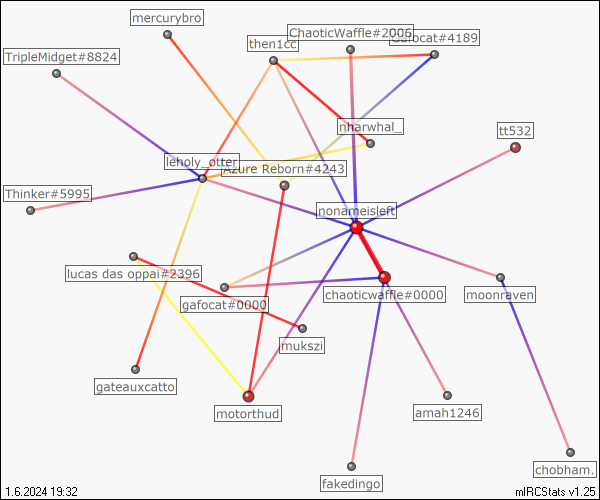 mercurybro
ChaoticWaffle#2006
Gafocat#4189
then1cc
TripleMidget#8824
nharwhal_
tt532
leholy_otter
Azure Reborn#4243
Thinker#5995
nonameisleft
lucas das oppai#2396
gafocat#0000
chaoticwaffle#0000
moonraven
mukszi
gateauxcatto
motorthud
amah1246
fakedingo
chobham.
1.6.2024 19:32
mIRCStats v1.25